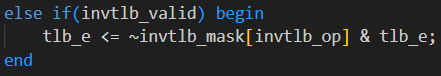 else if(invtlb_valid) begin
    tlb_e <= ~invtlb_mask[invtlb_op] & tlb_e;
end